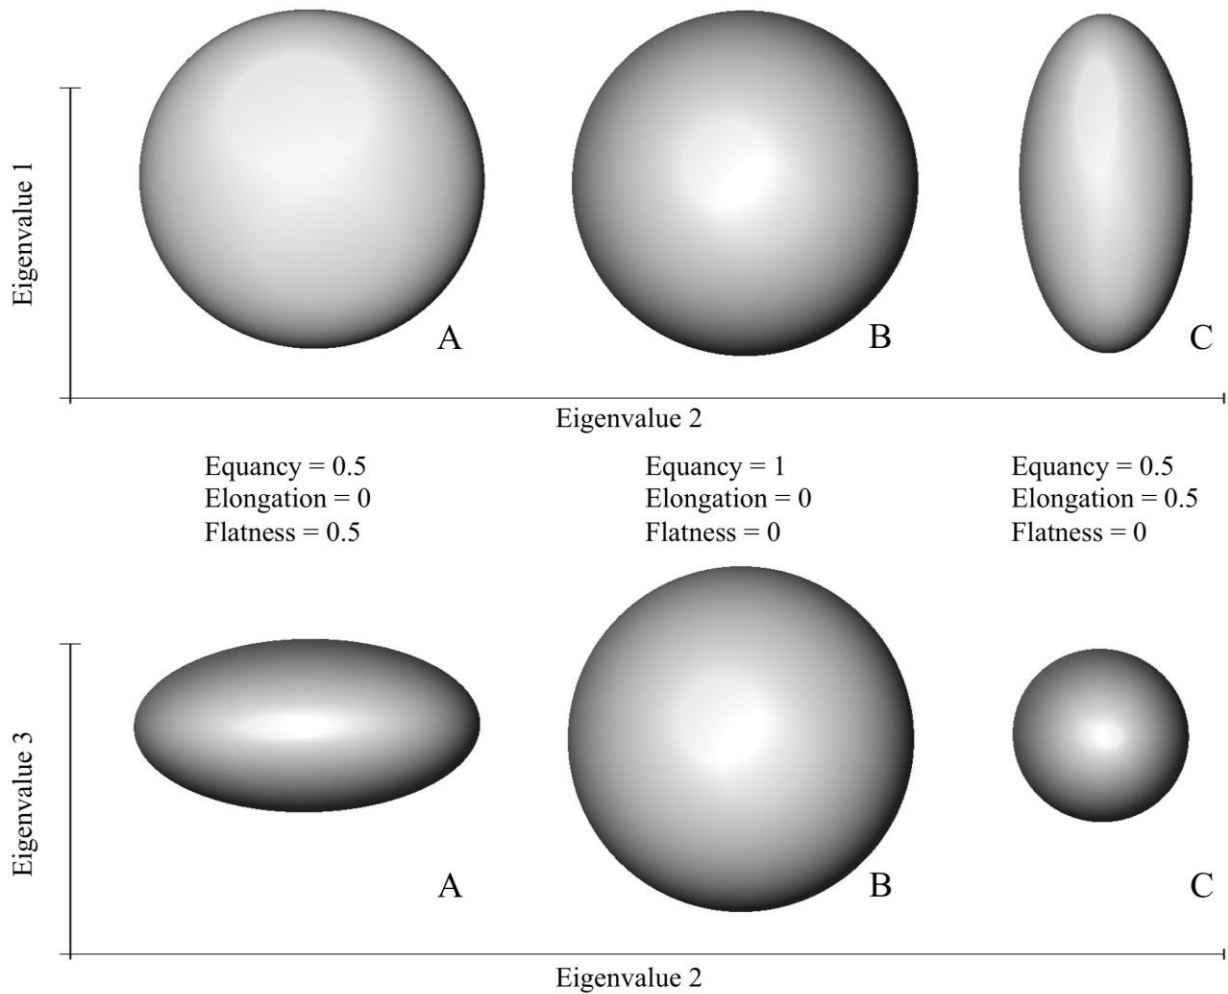 Eigenvalue 1
A
B
C
Eigenvalue 2
Equancy = 0.5
Elongation = 0
Flatness = 0.5
Equancy = 1
Elongation = 0
Flatness = 0
Equancy = 0.5
Elongation = 0.5
Flatness = 0
Eigenvalue 3
A
B
C
Eigenvalue 2